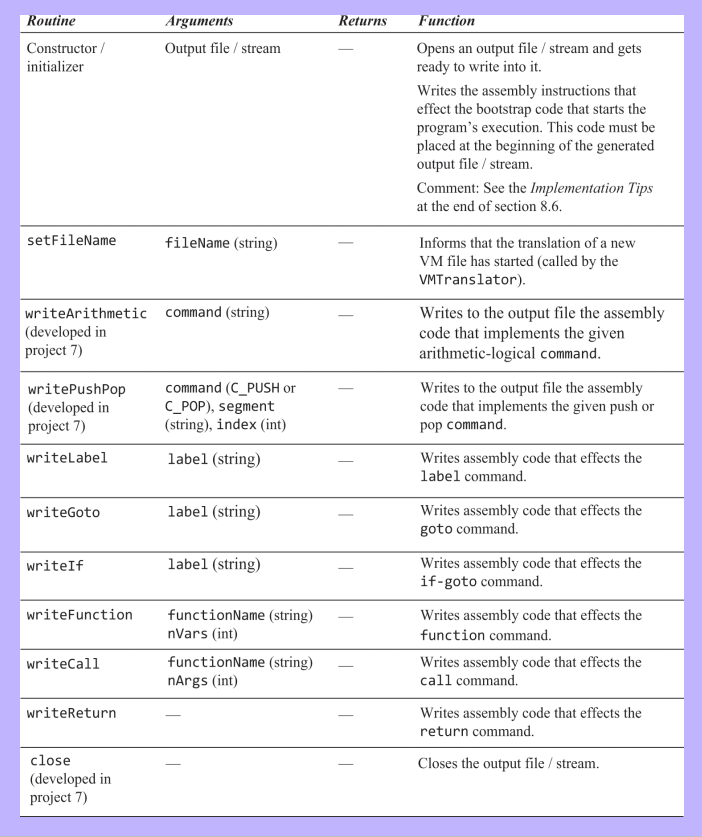 Routine Arguments Returns Function
Constructor / Output file / stream — Opens an output file / stream and gets
initializer ready to write into it.
Writes the assembly instructions that
effect the bootstrap code that starts the
program’s execution. This code must be
placed at the beginning of the generated
output file / stream.
Comment: See the Implementation Tips
at the end of section 8.6.
setFileName fileName (string) — Informs that the translation of a new
VM file has started (called by the
VMTranslator).
writeArithmetic command (string) — Writes to the output file the assembly
(developed in code that implements the given
project 7) arithmetic-logical command.
writePushPop command (C_PUSH or — Writes to the output file the assembly
(developed in C_POP), segment code that implements the given push or
project 7) (string), index (int) pop command.
writeLabel label (string) — Writes assembly code that effects the
label command.
writeGoto label (string) — Writes assembly code that effects the
goto command.
writeIf label (string) — Writes assembly code that effects the
if-goto command.
writeFunction functionName (string) — Writes assembly code that effects the
nVars (int) function command.
writeCall functionName (string) — Writes assembly code that effects the
nArgs (int) call command.
writeReturn — — Writes assembly code that effects the
return command.
close — — Closes the output file / stream.
(developed in
project 7)